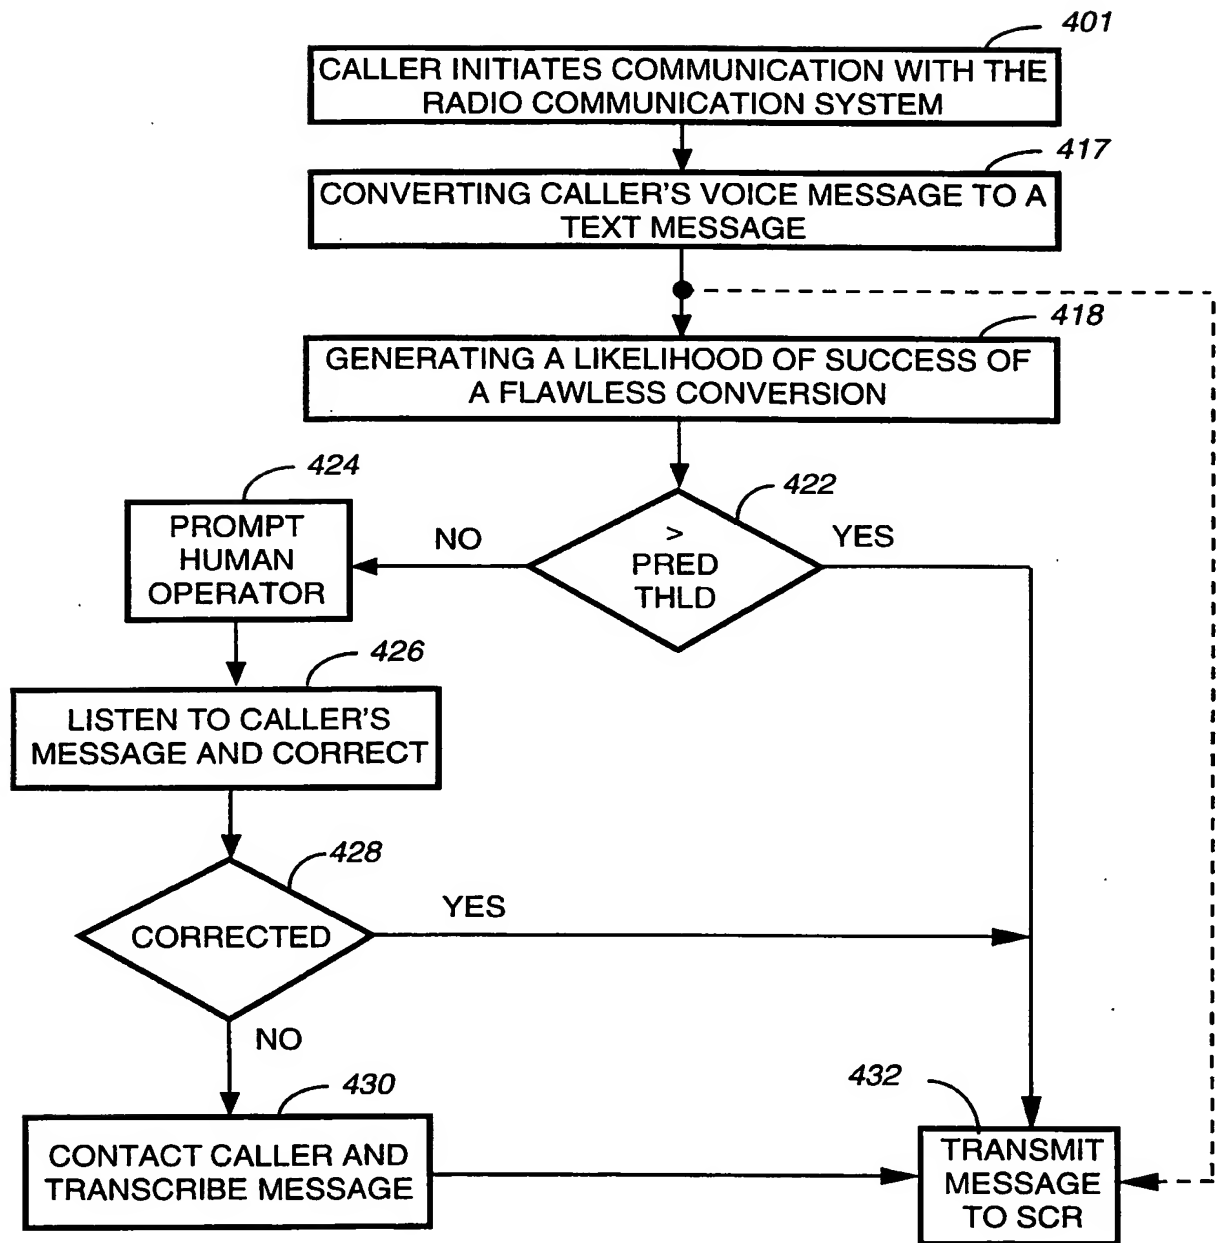 401
CALLER INITIATES COMMUNICATION WITH THE
RADIO COMMUNICATION SYSTEM
417
CONVERTING CALLER'S VOICE MESSAGE TO A
TEXT MESSAGE
418
GENERATING A LIKELIHOOD OF SUCCESS OF
A FLAWLESS CONVERSION
424
PROMPT
HUMAN
OPERATOR
NO
422
>
PRED
THLD
YES
426
LISTEN TO CALLER'S
MESSAGE AND CORRECT
428
CORRECTED
YES
NO
430
CONTACT CALLER AND
TRANSCRIBE MESSAGE
432
TRANSMIT
MESSAGE
TO SCR